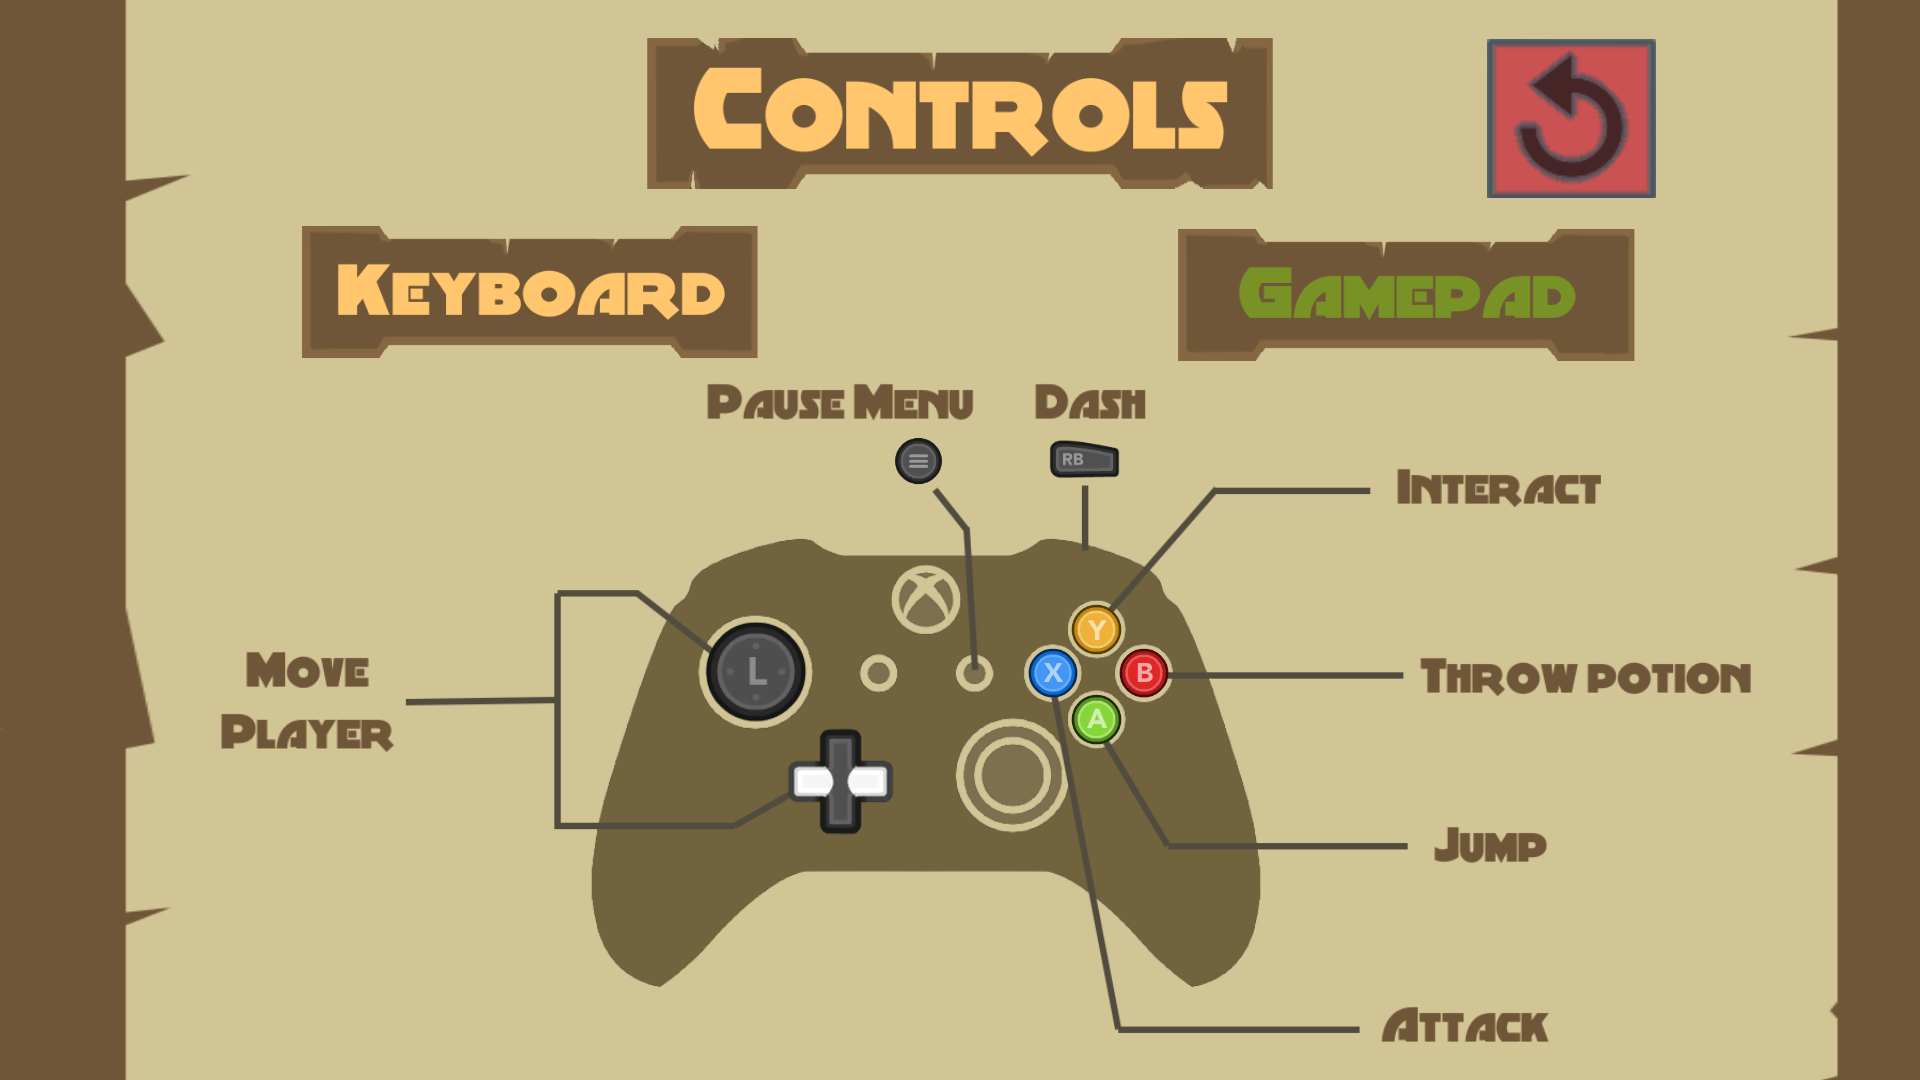 Controls
Keyboard
Gamepad
Pause Menu
Dash
RB
Interact
Y
L
X
B
A
Move
Player
Throw potion
Jump
Attack